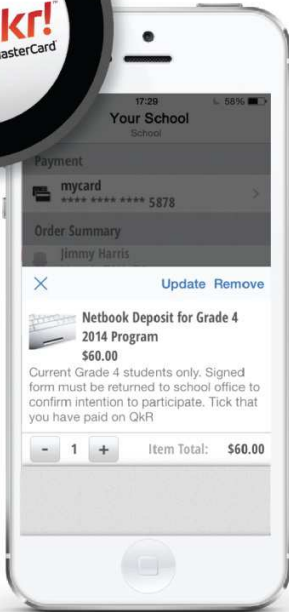 kr!™
MasterCard
17:29
58%
Your School
School
Payment
mycard
**** **** **** 5878
Order Summary
Jimmy Harris
Update Remove
Netbook Deposit for Grade 4
2014 Program
$60.00
Current Grade 4 students only. Signed
form must be returned to school office to
confirm intention to participate. Tick that
you have paid on QkR
- 1 + Item Total: $60.00